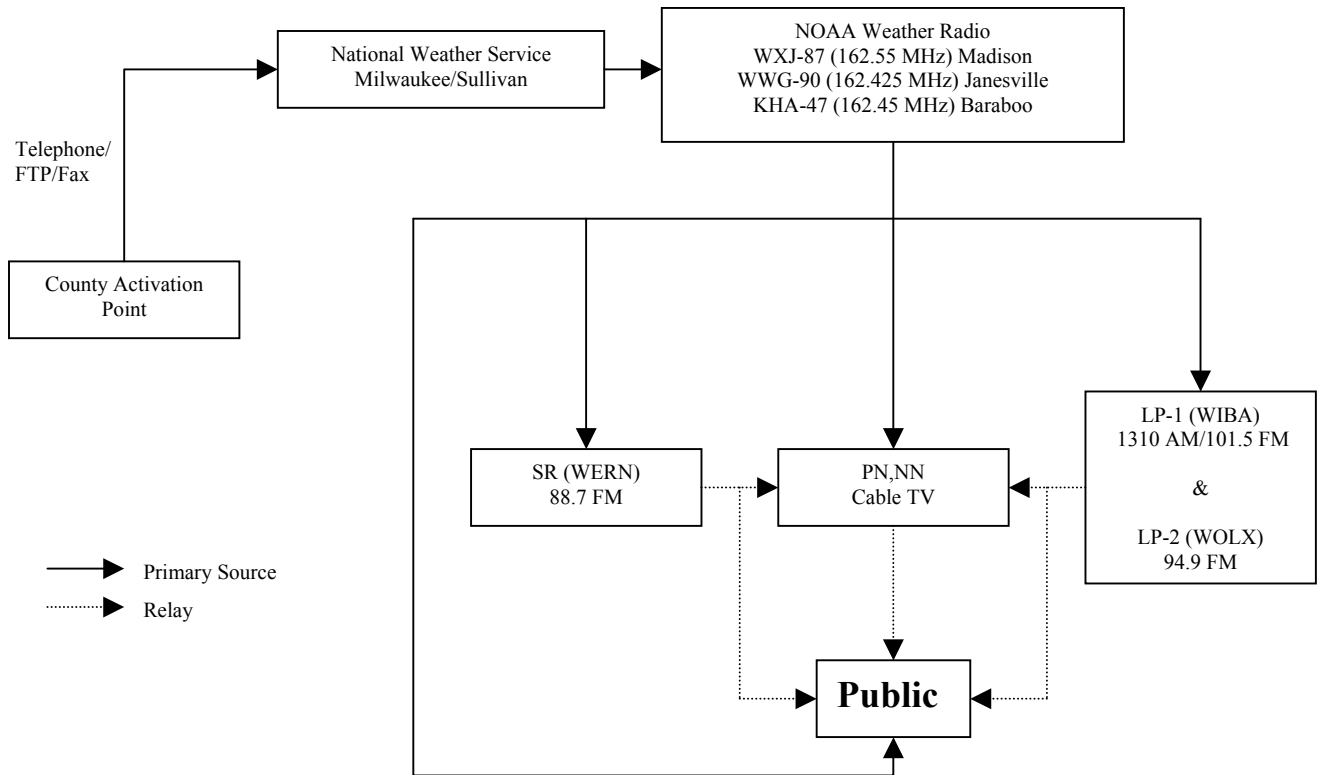 NOAA Weather Radio
WXJ-87 (162.55 MHz) Madison
WWG-90 (162.425 MHz) Janesville
KHA-47 (162.45 MHz) Baraboo
National Weather Service
Milwaukee/Sullivan
Telephone/
FTP/Fax
County Activation
Point
SR (WERN)
88.7 FM
PN,NN
Cable TV
LP-1 (WIBA)
1310 AM/101.5 FM
&
LP-2 (WOLX)
94.9 FM
Primary Source
Relay
Public